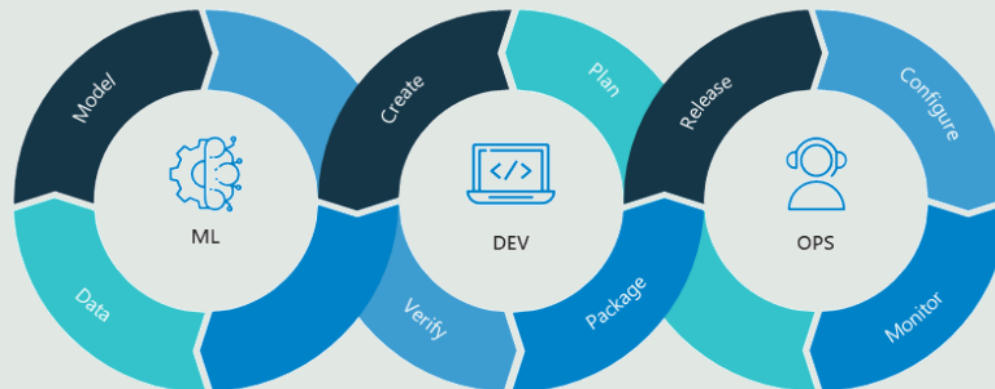 Model
Data
ML
Create
Plan
Verify
Package
DEV
Release
Configure
Monitor
OPS